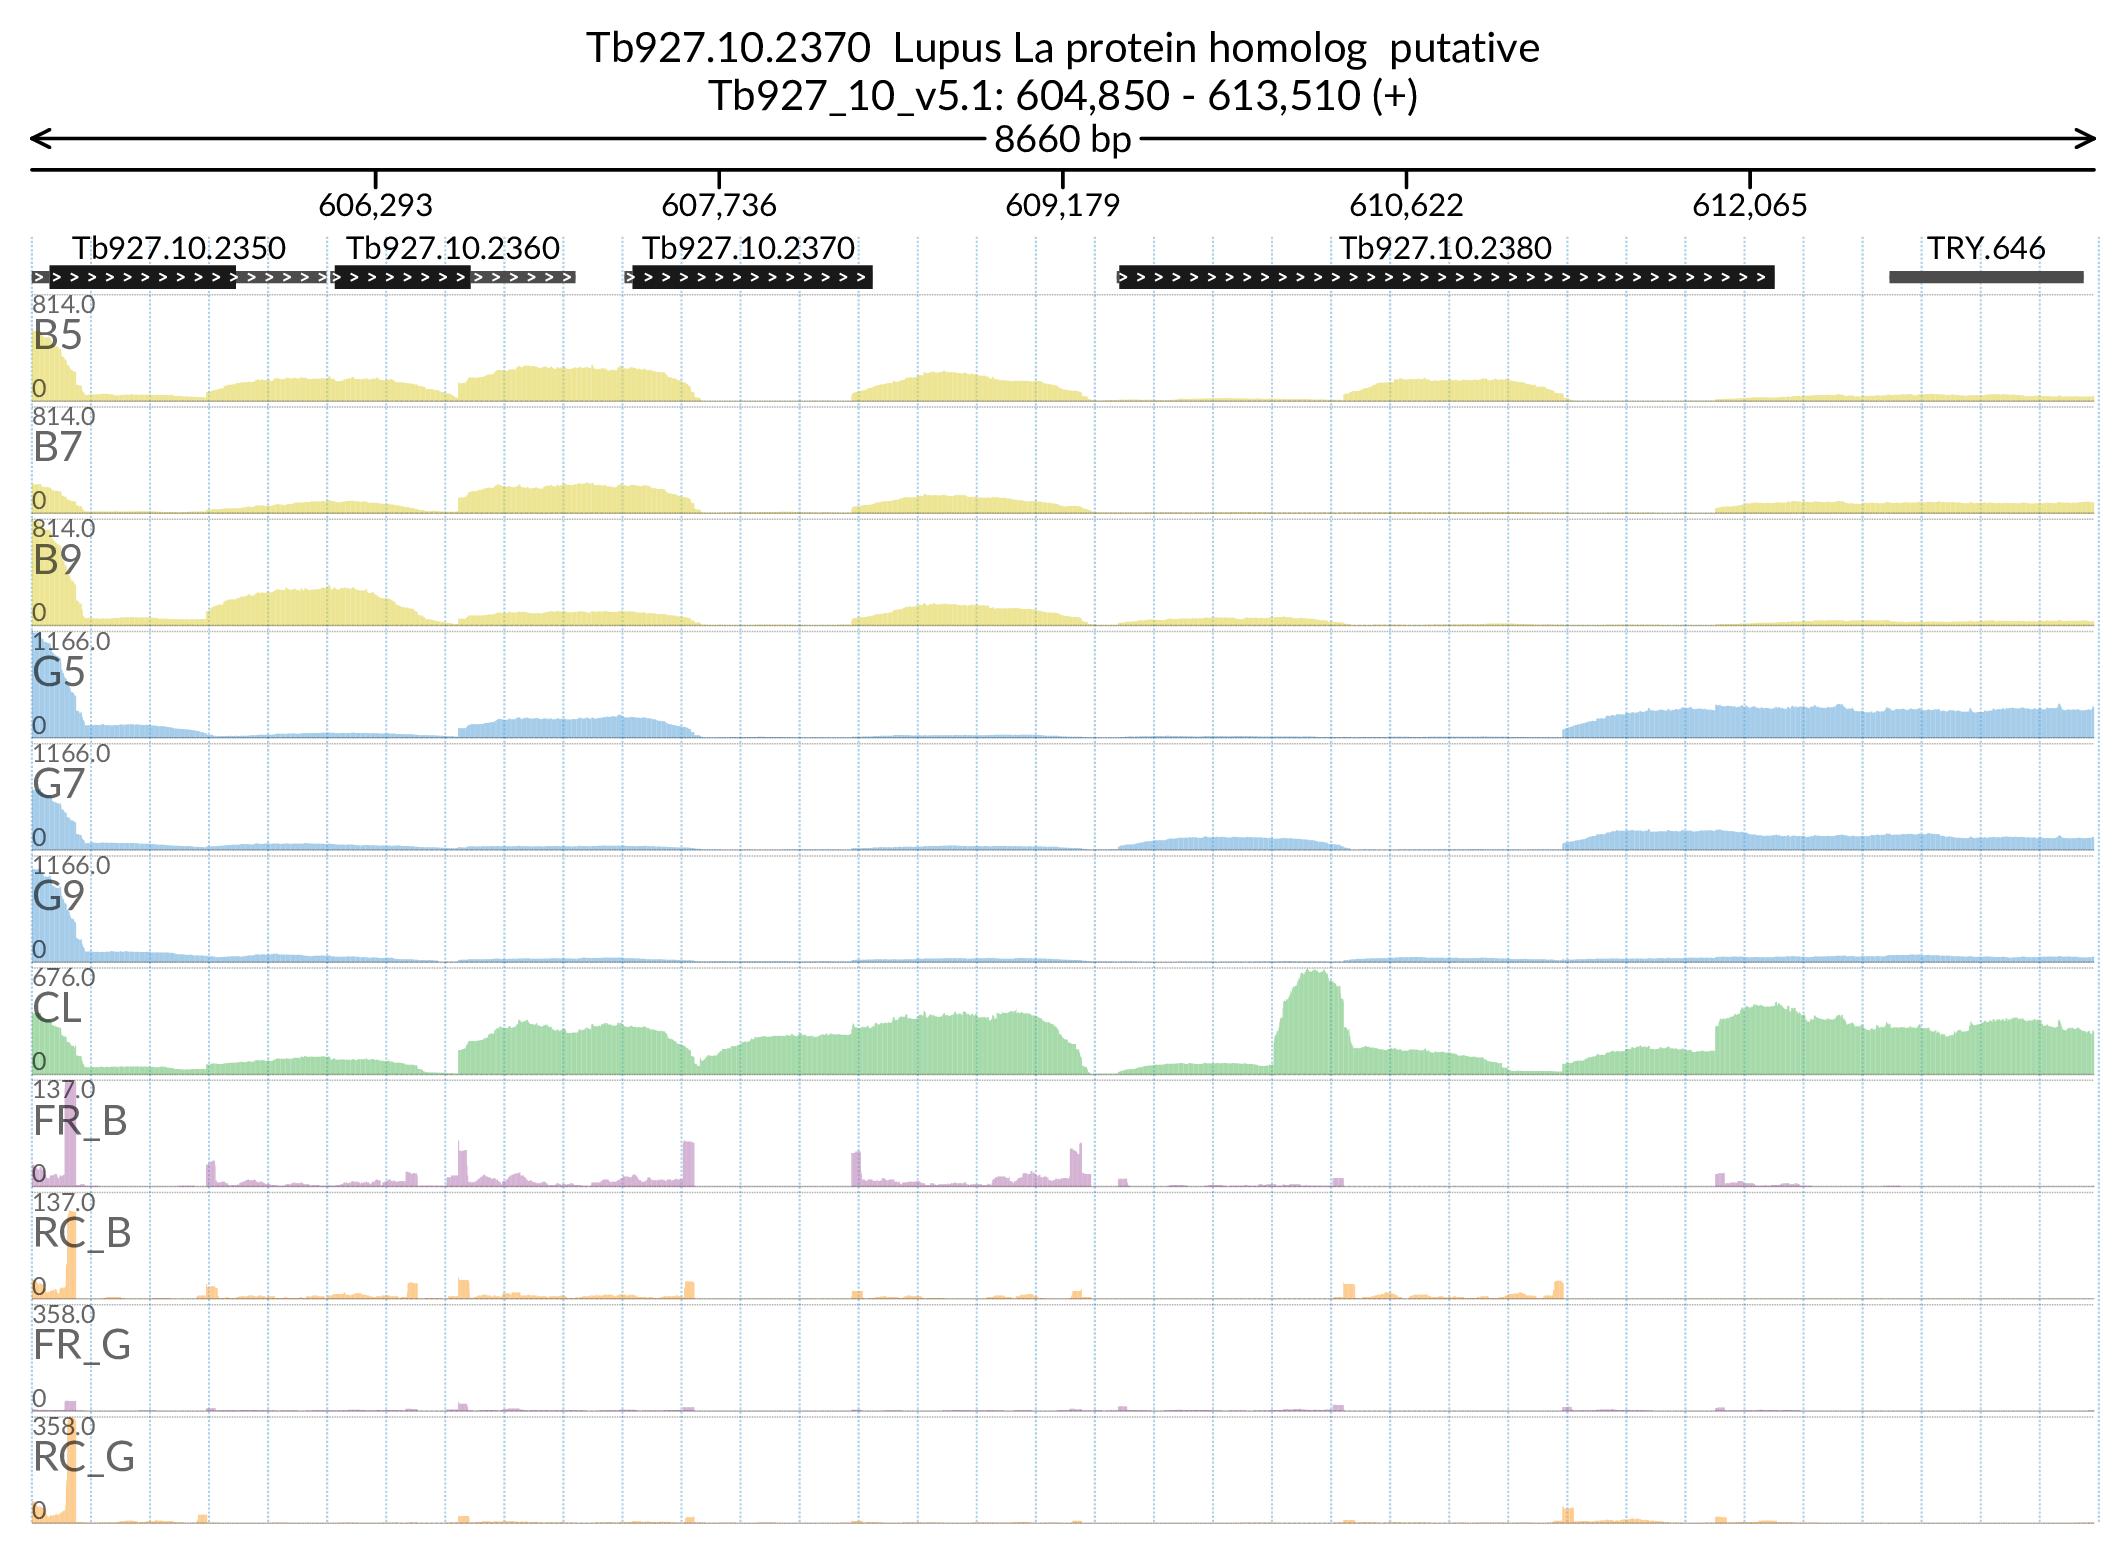 Tb927.10.2370 Lupus La protein homolog putative
Tb927_10_v5.1: 604,850 - 613,510 (+)
8660 bp
606,293 607,736 609,179 610,622 612,065
Tb927.10.2350 Tb927.10.2360 Tb927.10.2370 Tb927.10.2380 TRY.646
814.0
B5
0
814.0
B7
0
814.0
B9
0
1166.0
G5
0
1166.0
G7
0
1166.0
G9
0
676.0
CL
0
137.0
FR_B
0
137.0
RC_B
0
358.0
FR_G
0
358.0
RC_G
0